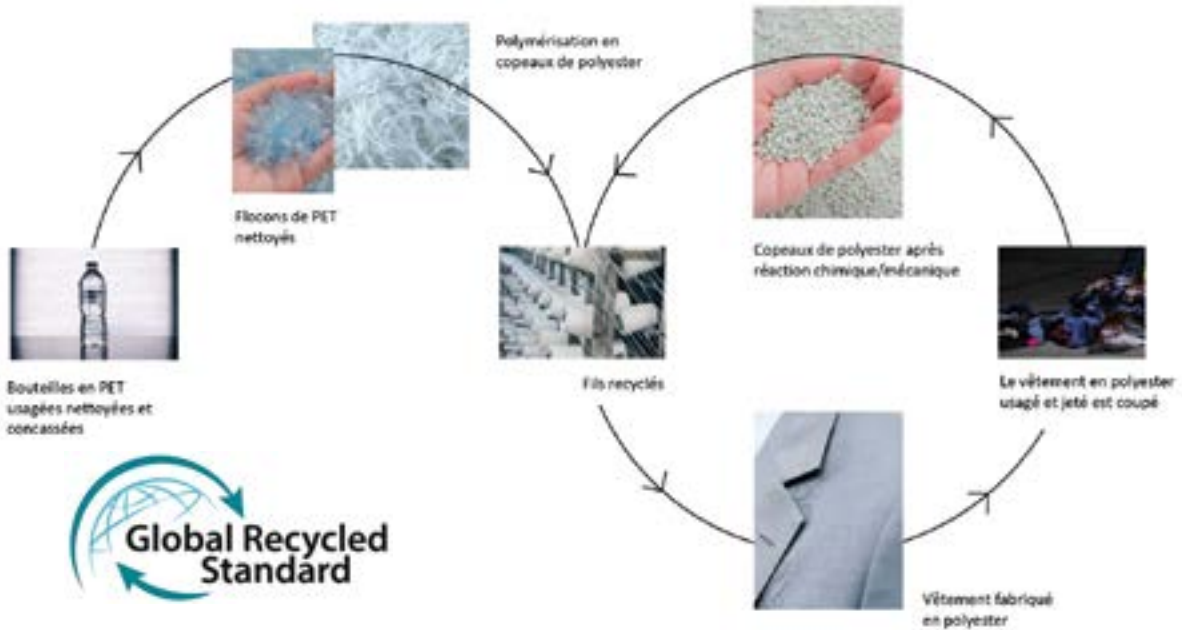 Polymérisation en
copeaux de polyester
Flocons de PET
nettoyés
Copeaux de polyester après
réaction chimique/mécanique
Bouteilles en PET
usagées nettoyées et
concassées
Fils recyclés
Le vêtement en polyester
usagé et jeté est coupé
Vêtement fabriqué
en polyester
Global Recycled
Standard